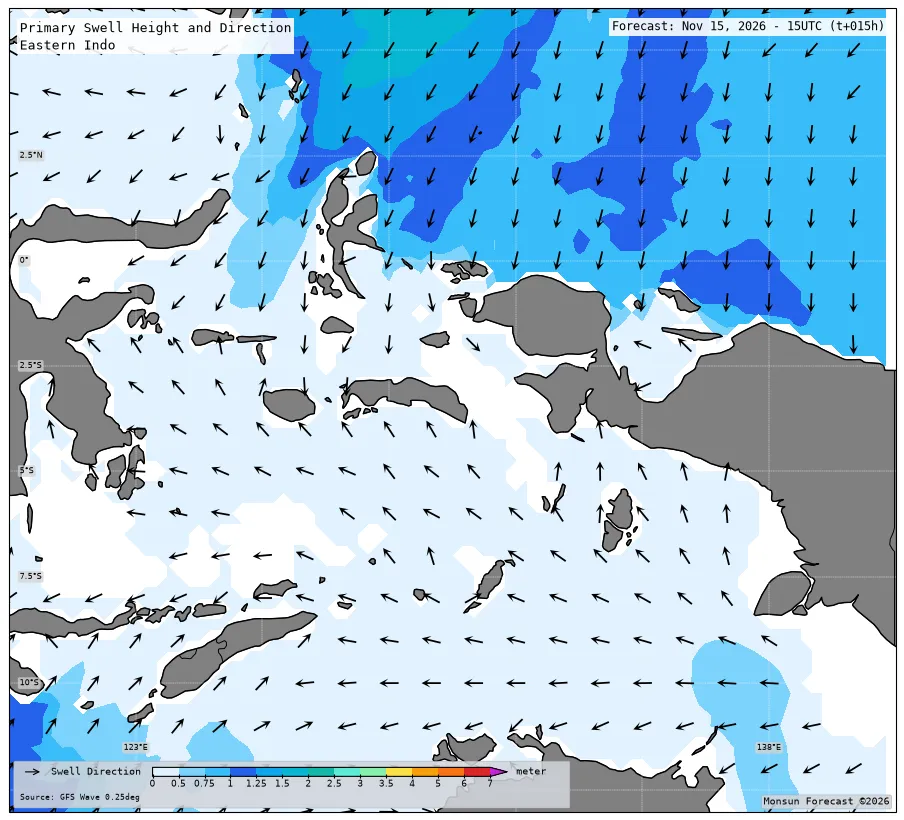 Primary Swell Height and Direction
Eastern Indo
Forecast: Nov 15, 2026 - 15UTC (t+015h)
2.5°N
0°
2.5°S
5°S
7.5°S
10°S
123°E
138°E
Swell Direction
meter
0 0.5 0.75 1 1.25 1.5 2 2.5 3 3.5 4 5 6 7
Source: GFS Wave 0.25deg
Monsun Forecast ©2026